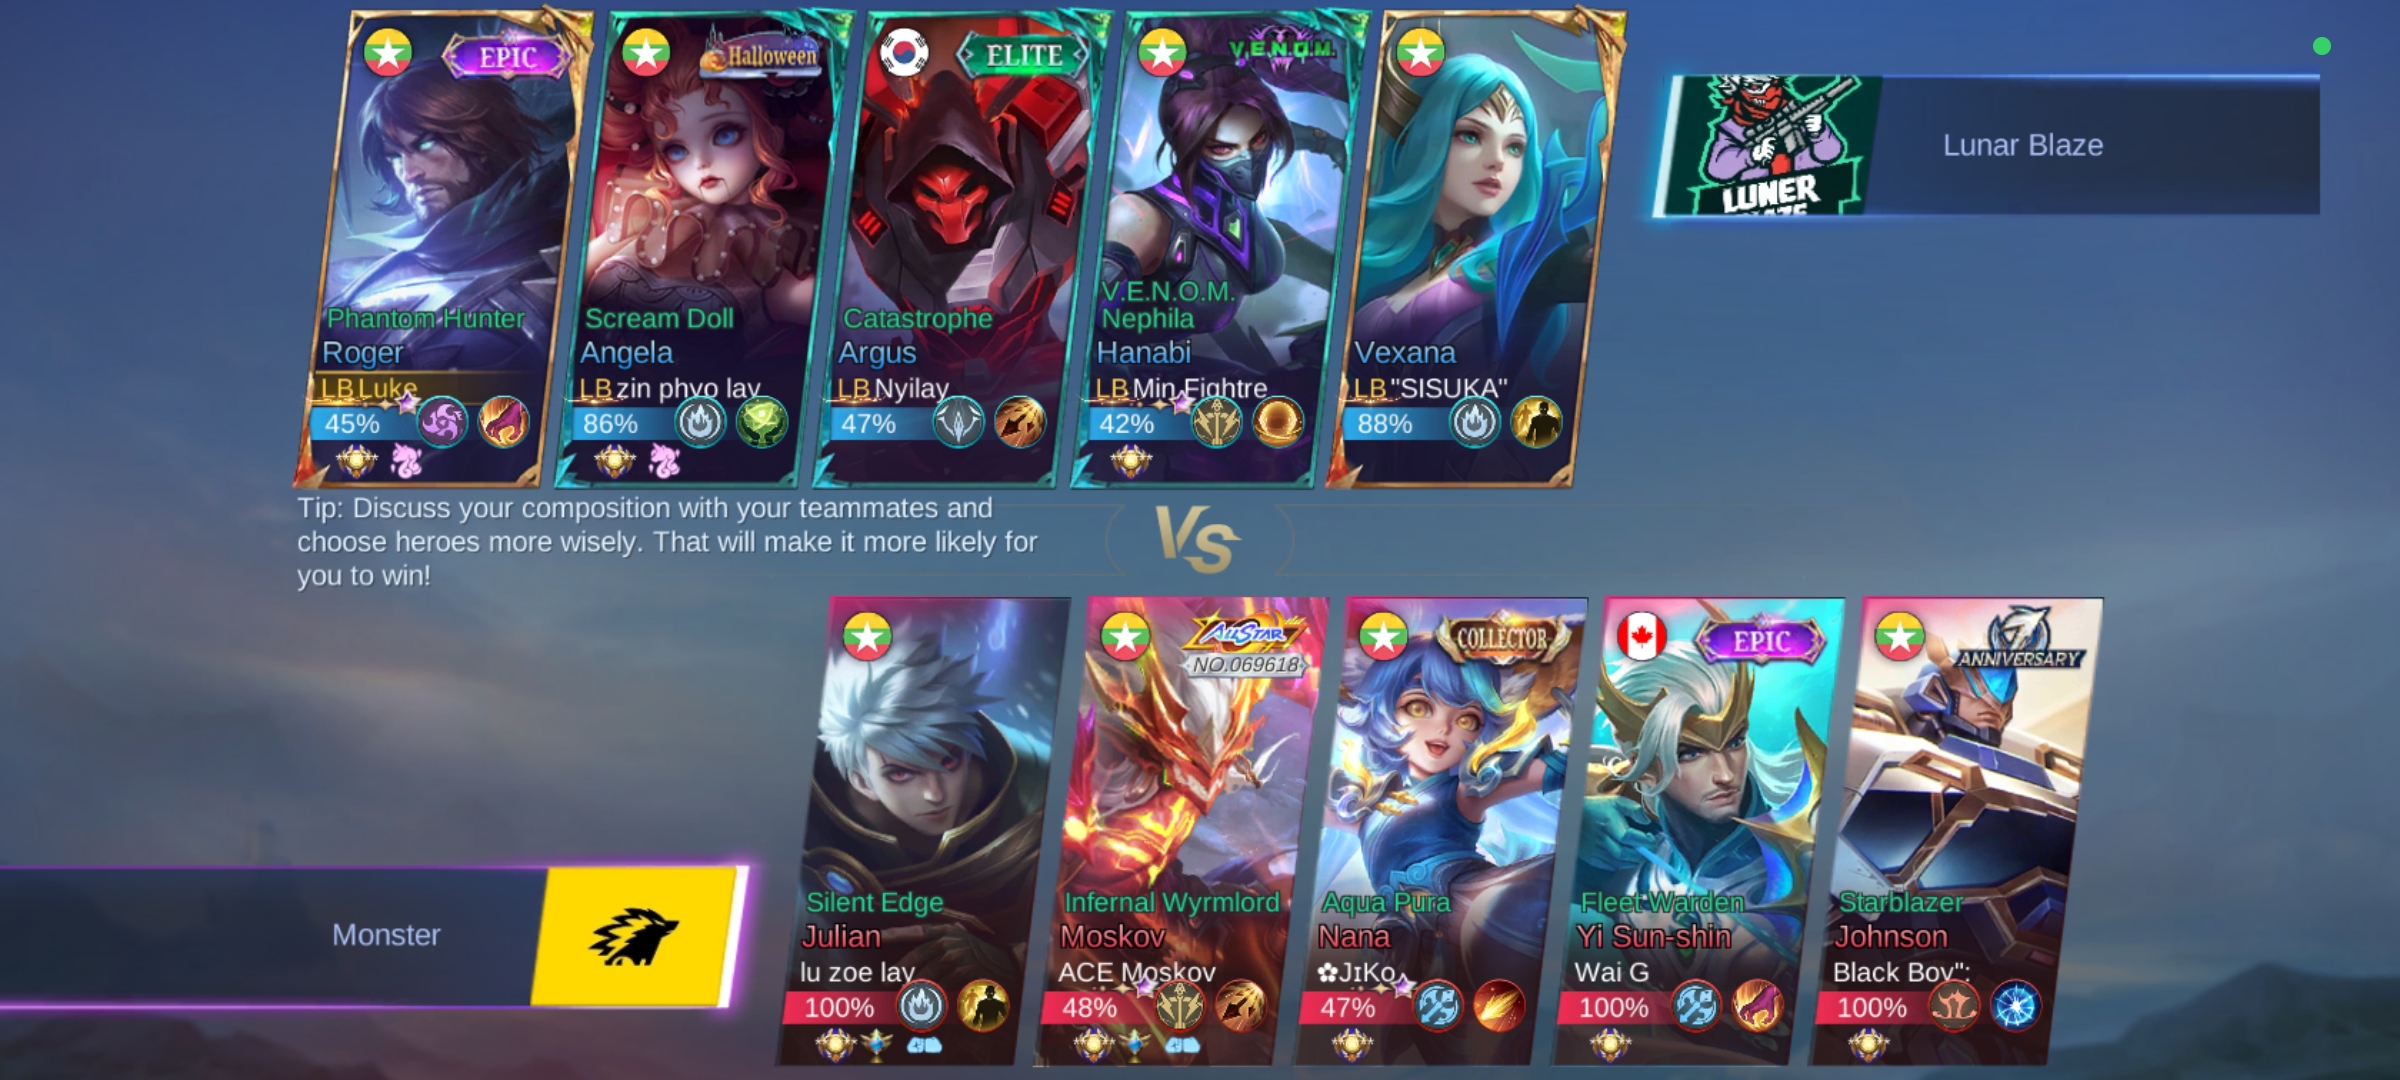 EPIC
Halloween
ELITE
V.E.N.O.M.
Lunar Blaze
LUNER
Phantom Hunter
Roger
LB Luke
45%
Scream Doll
Angela
LB zin phyo lay
86%
Catastrophe
Argus
LB Nyilay
47%
V.E.N.O.M.
Nephila
Hanabi
LB Min Fightre
42%
Vexana
LB "SISUKA"
88%
Tip: Discuss your composition with your teammates and
choose heroes more wisely. That will make it more likely for
you to win!
VS
ALLSTAR
NO.069618
COLLECTOR
EPIC
7
ANNIVERSARY
Monster
Silent Edge
Julian
lu zoe lay
100%
Infernal Wyrmlord
Moskov
ACE Moskov
48%
Aqua Pura
Nana
✿JɪKo
47%
Fleet Warden
Yi Sun-shin
Wai G
100%
Starblazer
Johnson
Black Boy";
100%